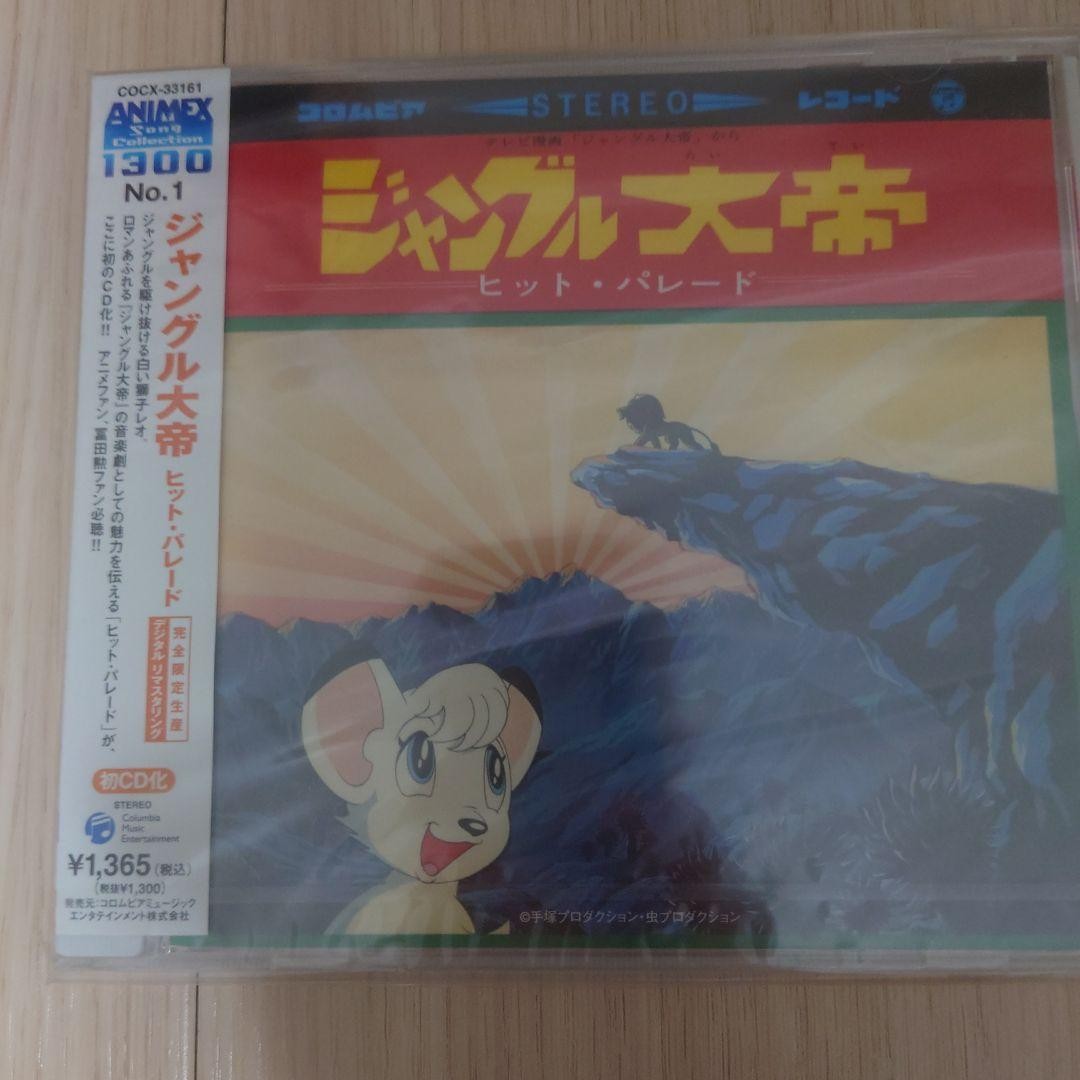 COCX-33161
ANIMEX
Song
Collection
1300
No.1
ジャングル大帝 ヒット・パレード
ジャングルを駆け抜ける白い獅子レオ。
ロマンあふれる「ジャングル大帝」の音楽劇としての魅力を伝える「ヒット・パレード」が、
ここに初のCD化!! アニメファン、冨田勲ファン必聴!!
完全限定生産
デジタルリマスタリング
初CD化
STEREO
Columbia
Music
Entertainment
¥1,365(税込)
(税抜¥1,300)
発売元:コロムビアミュージック
エンタテインメント株式会社
コロムビア STEREO レコード
テレビ漫画「ジャングル大帝」から
たい てい
ジャングル大帝
ヒット・パレード
©手塚プロダクション・虫プロダクション